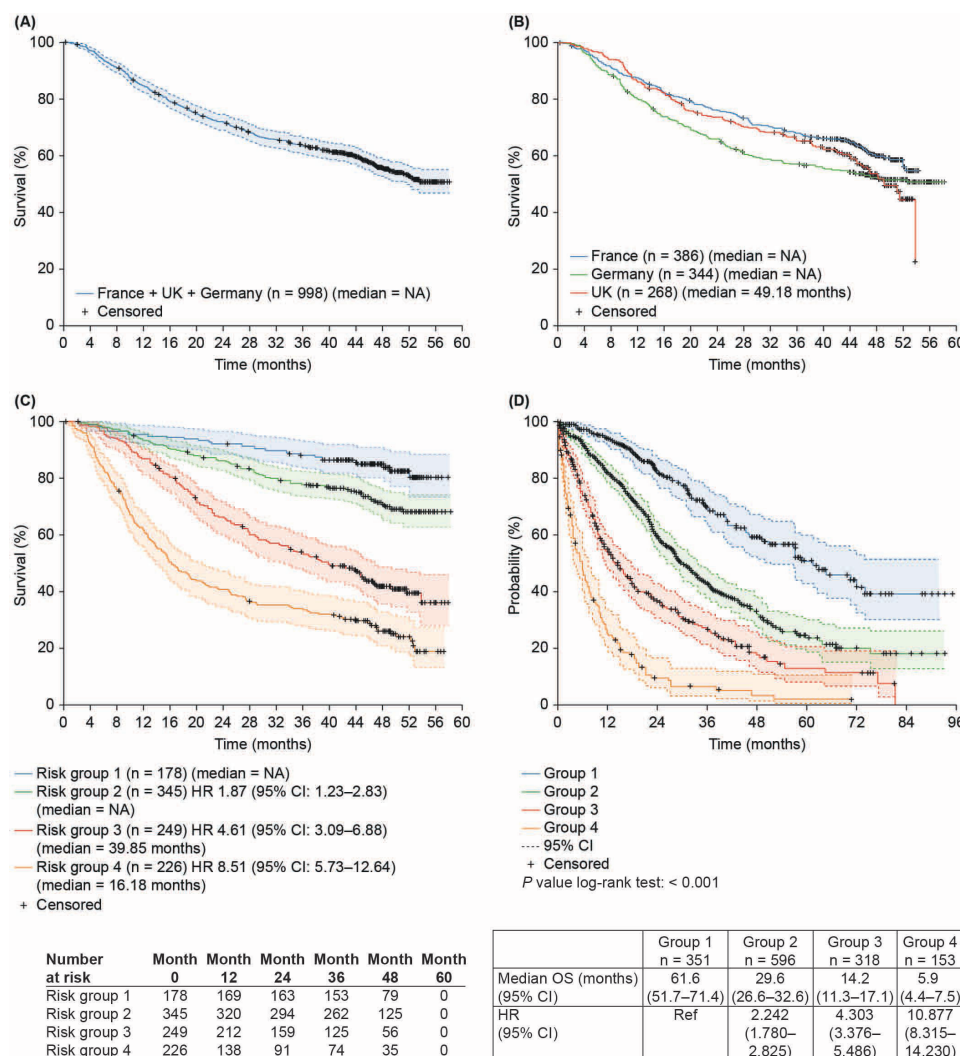 (A)
100
80
60
40
20
0
Survival (%)
France + UK + Germany (n = 998) (median = NA)
+ Censored
0 4 8 12 16 20 24 28 32 36 40 44 48 52 56 60
Time (months)
(B)
100
80
60
40
20
0
Survival (%)
France (n = 386) (median = NA)
Germany (n = 344) (median = NA)
UK (n = 268) (median = 49.18 months)
+ Censored
0 4 8 12 16 20 24 28 32 36 40 44 48 52 56 60
Time (months)
(C)
100
80
60
40
20
0
Survival (%)
0 4 8 12 16 20 24 28 32 36 40 44 48 52 56 60
Time (months)
Risk group 1 (n = 178) (median = NA)
Risk group 2 (n = 345) HR 1.87 (95% CI: 1.23–2.83)
(median = NA)
Risk group 3 (n = 249) HR 4.61 (95% CI: 3.09–6.88)
(median = 39.85 months)
Risk group 4 (n = 226) HR 8.51 (95% CI: 5.73–12.64)
(median = 16.18 months)
+ Censored
(D)
100
80
60
40
20
0
Probability (%)
0 12 24 36 48 60 72 84 96
Time (months)
Group 1
Group 2
Group 3
Group 4
95% CI
+ Censored
P value log-rank test: < 0.001
Number Month Month Month Month Month Month
at risk 0 12 24 36 48 60
Risk group 1 178 169 163 153 79 0
Risk group 2 345 320 294 262 125 0
Risk group 3 249 212 159 125 56 0
Risk group 4 226 138 91 74 35 0
Group 1 Group 2 Group 3 Group 4
n = 351 n = 596 n = 318 n = 153
Median OS (months) 61.6 29.6 14.2 5.9
(95% CI) (51.7–71.4) (26.6–32.6) (11.3–17.1) (4.4–7.5)
HR Ref 2.242 4.303 10.877
(95% CI) (1.780– (3.376– (8.315–
2.825) 5.486) 14.230)